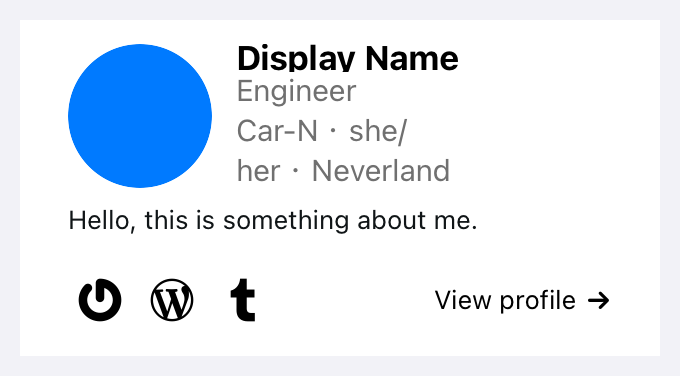 Display Name
Engineer
Car-N · she/
her · Neverland
Hello, this is something about me.
View profile →